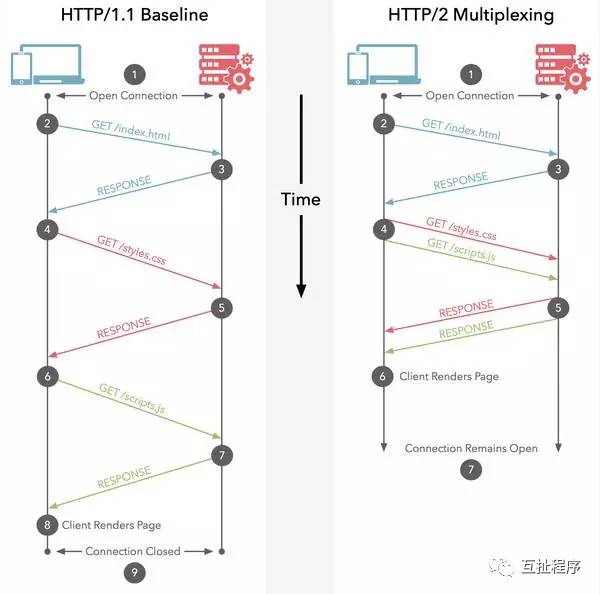 HTTP/1.1 Baseline
1
Open Connection
2
GET /index.html
3
RESPONSE
4
GET /styles.css
5
RESPONSE
6
GET /scripts.js
7
RESPONSE
8
Client Renders Page
Connection Closed
9
Time
HTTP/2 Multiplexing
1
Open Connection
2
GET /index.html
3
RESPONSE
4
GET /styles.css
GET /scripts.js
5
RESPONSE
RESPONSE
6
Client Renders Page
Connection Remains Open
7
互扯程序